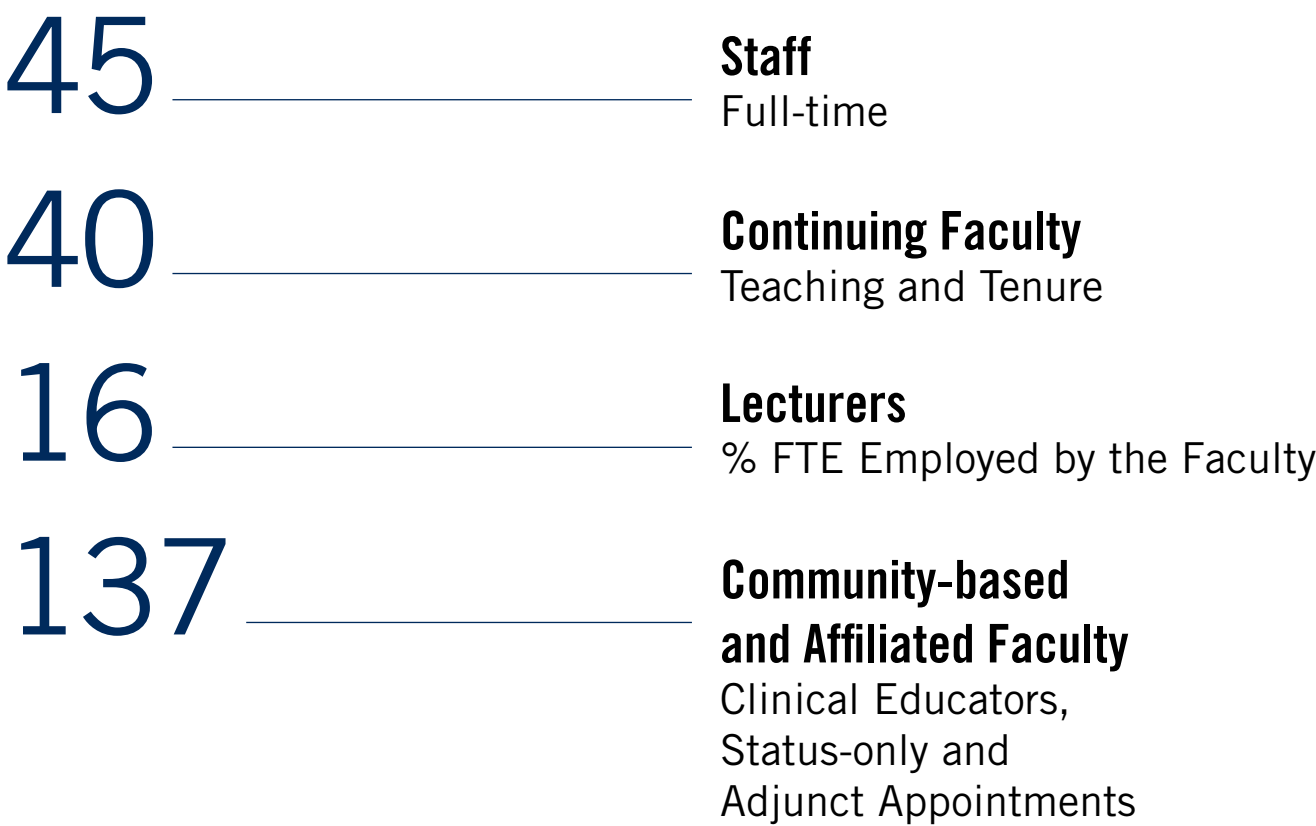 45
Staff
Full-time
40
Continuing Faculty
Teaching and Tenure
16
Lecturers
% FTE Employed by the Faculty
137
Community-based
and Affiliated Faculty
Clinical Educators,
Status-only and
Adjunct Appointments